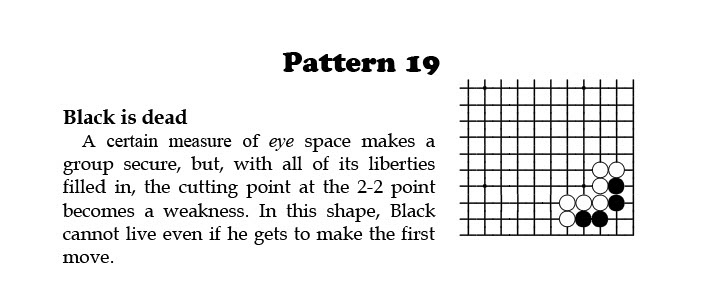 Pattern 19
Black is dead
A certain measure of eye space makes a
group secure, but, with all of its liberties
filled in, the cutting point at the 2-2 point
becomes a weakness. In this shape, Black
cannot live even if he gets to make the first
move.